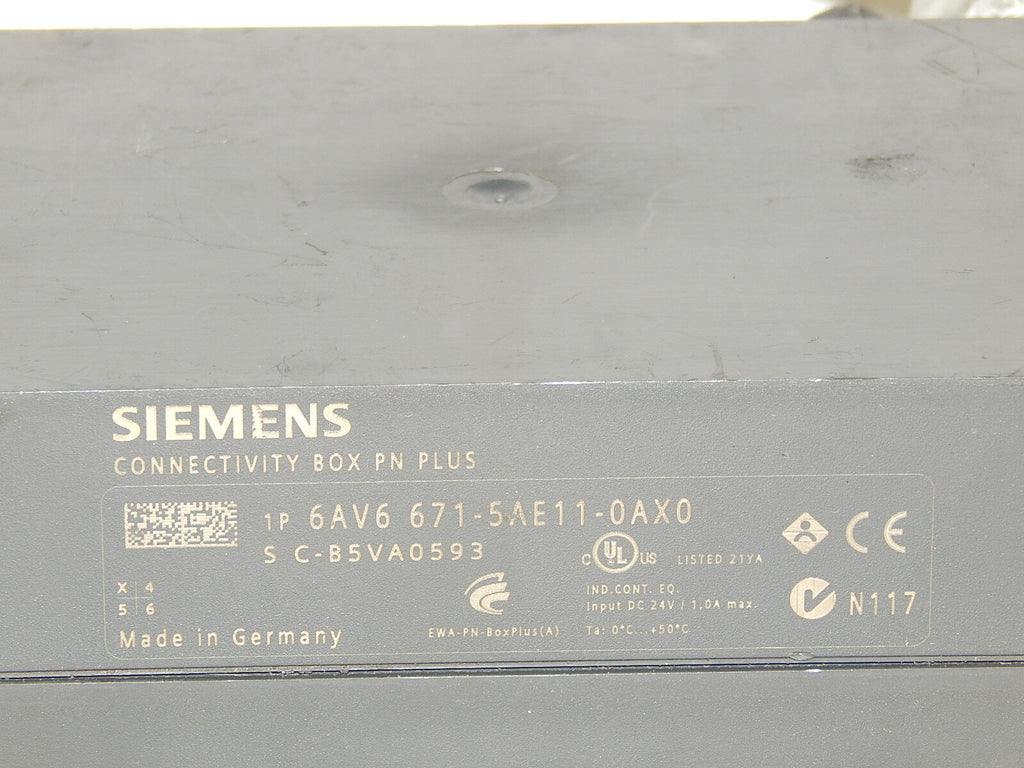 SIEMENS
CONNECTIVITY BOX PN PLUS
1P 6AV6 671-5AE11-0AX0
S C-B5VA0593
C UL US LISTED 21YA
CE
X 4
5 6
IND.CONT. EQ.
Input DC 24V / 1.0A max.
N117
Made in Germany
EWA-PN-BoxPlus(A)
Ta: 0°C...+50°C